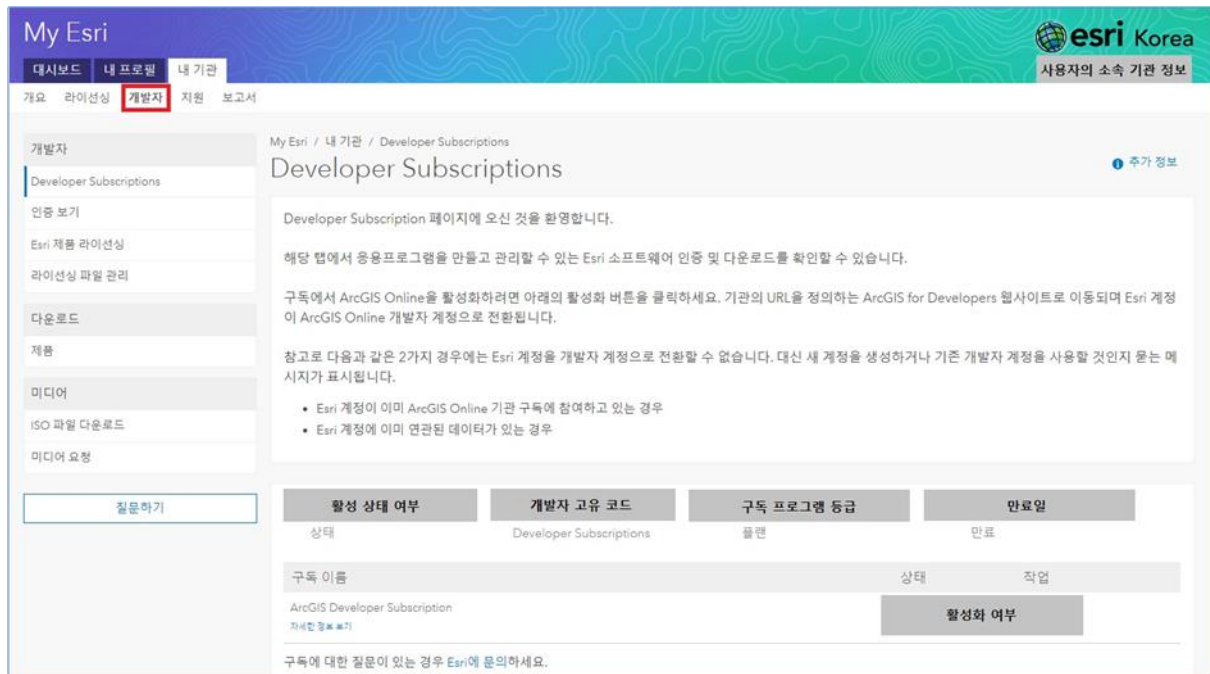 My Esri
esri Korea
대시보드 내 프로필 내 기관
사용자의 소속 기관 정보
개요 라이선싱 개발자 지원 보고서
개발자
Developer Subscriptions
인증 보기
Esri 제품 라이선싱
라이선싱 파일 관리
다운로드
제품
미디어
ISO 파일 다운로드
미디어 요청
질문하기
My Esri / 내 기관 / Developer Subscriptions
Developer Subscriptions
추가 정보
Developer Subscription 페이지에 오신 것을 환영합니다.
해당 탭에서 응용프로그램을 만들고 관리할 수 있는 Esri 소프트웨어 인증 및 다운로드를 확인할 수 있습니다.
구독에서 ArcGIS Online을 활성화하려면 아래의 활성화 버튼을 클릭하세요. 기관의 URL을 정의하는 ArcGIS for Developers 웹사이트로 이동되며 Esri 계정
이 ArcGIS Online 개발자 계정으로 전환됩니다.
참고로 다음과 같은 2가지 경우에는 Esri 계정을 개발자 계정으로 전환할 수 없습니다. 대신 새 계정을 생성하거나 기존 개발자 계정을 사용할 것인지 묻는 메
시지가 표시됩니다.
• Esri 계정이 이미 ArcGIS Online 기관 구독에 참여하고 있는 경우
• Esri 계정에 이미 연관된 데이터가 있는 경우
활성 상태 여부 개발자 고유 코드 구독 프로그램 등급 만료일
상태 Developer Subscriptions 플랜 만료
구독 이름 상태 작업
ArcGIS Developer Subscription
자세한 정보 보기
활성화 여부
구독에 대한 질문이 있는 경우 Esri에 문의하세요.